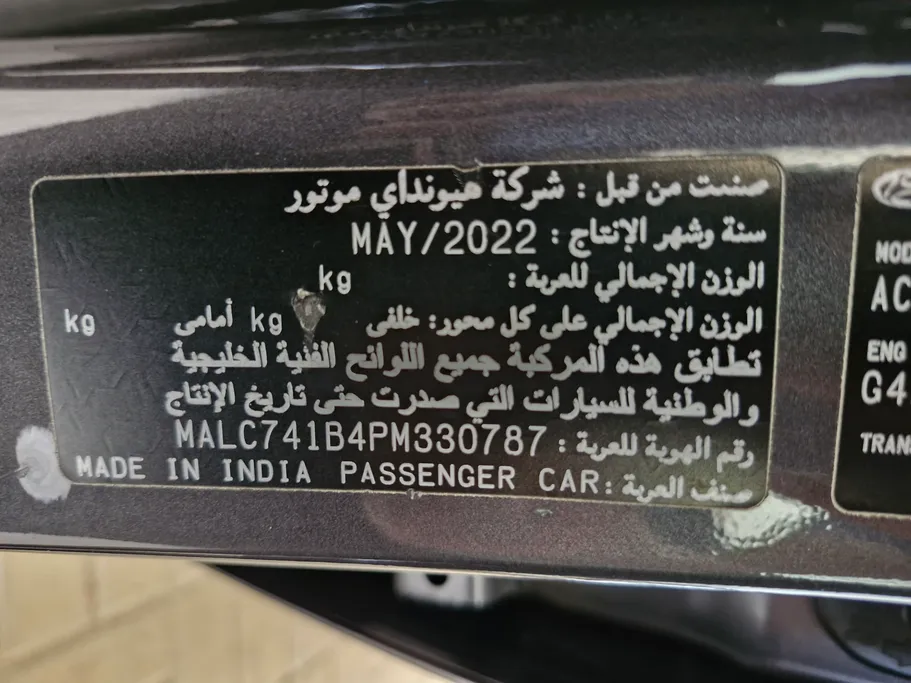 صنعت من قبل : شركة هيونداي موتور
سنة وشهر الإنتاج : MAY/2022
الوزن الإجمالي للعربة : kg
الوزن الإجمالي على كل محور: خلفى kg أمامى kg
تطابق هذه المركبة جميع اللوائح الفنية الخليجية
والوطنية للسيارات التي صدرت حتى تاريخ الإنتاج
رقم الهوية للعربة : MALC741B4PM330787
صنف العربة : PASSENGER CAR MADE IN INDIA
MOD
AC
ENG
G4
TRAN